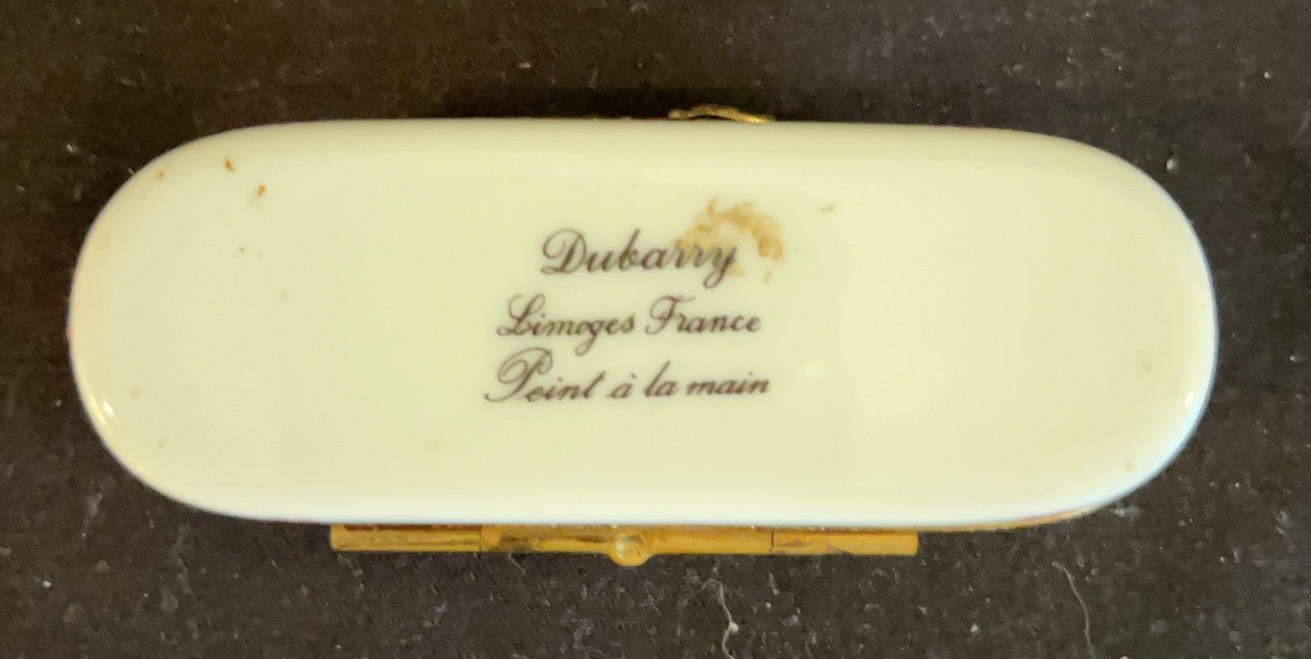 Dubarry
Limoges France
Peint à la main